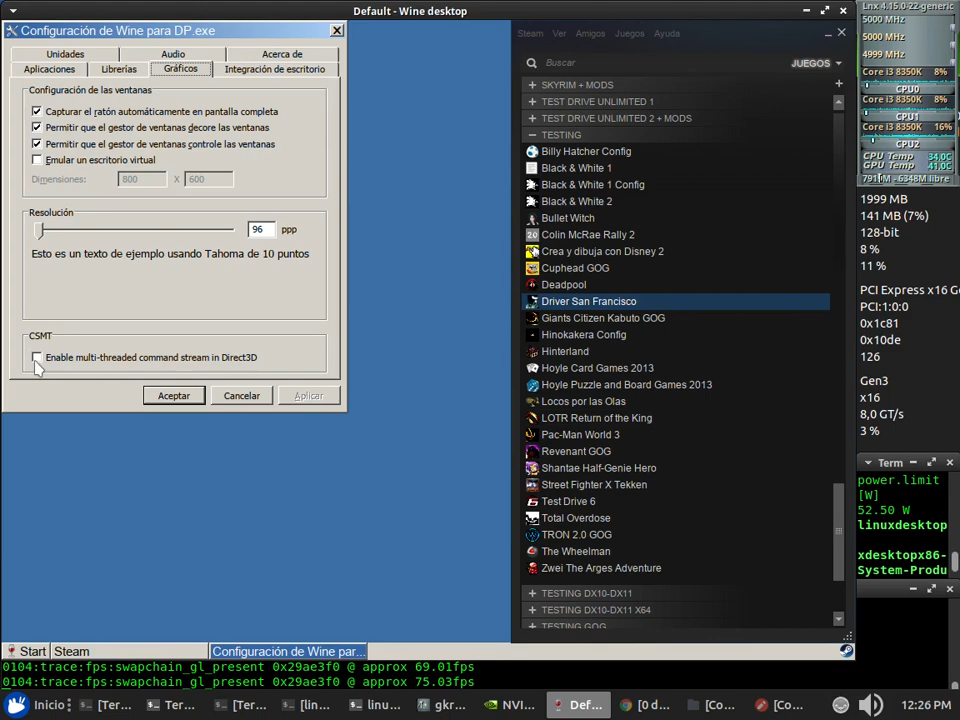 Default - Wine desktop
Configuración de Wine para DP.exe
Unidades
Audio
Acerca de
Aplicaciones
Librerías
Gráficos
Integración de escritorio
Configuración de las ventanas
Capturar el ratón automáticamente en pantalla completa
Permitir que el gestor de ventanas decore las ventanas
Permitir que el gestor de ventanas controle las ventanas
Emular un escritorio virtual
Dimensiones:
800
X
600
Resolución
96
ppp
Esto es un texto de ejemplo usando Tahoma de 10 puntos
CSMT
Enable multi-threaded command stream in Direct3D
Aceptar
Cancelar
Aplicar
Steam
Ver
Amigos
Juegos
Ayuda
Buscar
JUEGOS
SKYRIM + MODS
TEST DRIVE UNLIMITED 1
TEST DRIVE UNLIMITED 2 + MODS
TESTING
Billy Hatcher Config
Black & White 1
Black & White 1 Config
Black & White 2
Bullet Witch
Colin McRae Rally 2
Crea y dibuja con Disney 2
Cuphead GOG
Deadpool
Driver San Francisco
Giants Citizen Kabuto GOG
Hinokakera Config
Hinterland
Hoyle Card Games 2013
Hoyle Puzzle and Board Games 2013
Locos por las Olas
LOTR Return of the King
Pac-Man World 3
Revenant GOG
Shantae Half-Genie Hero
Street Fighter X Tekken
Test Drive 6
Total Overdose
TRON 2.0 GOG
The Wheelman
Zwei The Arges Adventure
TESTING DX10-DX11
TESTING DX10-DX11 X64
TESTING GOG
Lnx 4.15.0-22-generic
5000 MHz
5000 MHz
4999 MHz
Core i3 8350K 8%
CPU0
Core i3 8350K 8%
CPU1
Core i3 8350K 16%
CPU2
CPU Temp 34,0C
GPU Temp 41,0C
7911M - 6348M libre
1999 MB
141 MB (7%)
128-bit
8 %
11 %
PCI Express x16 Ge
PCI:1:0:0
0x1c81
0x10de
126
Gen3
x16
8,0 GT/s
3 %
Term
power.limit
[W]
52.50 W
linuxdesktop
xdesktopx86-
System-Produ
Start
Steam
Configuración de Wine par...
0104:trace:fps:swapchain_gl_present 0x29ae3f0 @ approx 69.01fps
0104:trace:fps:swapchain_gl_present 0x29ae3f0 @ approx 75.03fps
Inicio
[Ter...
Ter...
[Ter...
[lin...
linu...
gkr...
NVI...
Def...
[0 d...
[Co...
[Co...
12:26 PM